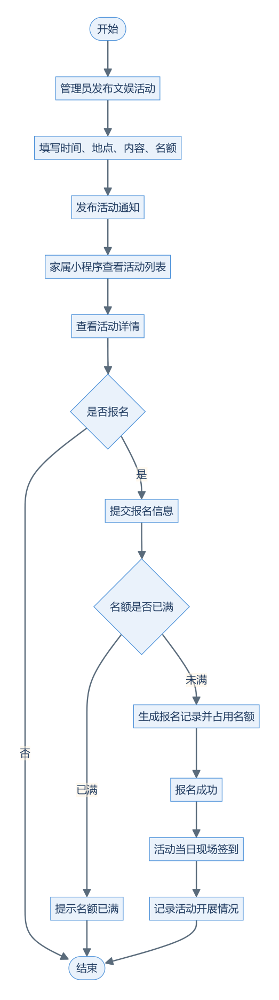 开始
管理员发布文娱活动
填写时间、地点、内容、名额
发布活动通知
家属小程序查看活动列表
查看活动详情
是否报名
是
提交报名信息
名额是否已满
未满
生成报名记录并占用名额
否
已满
报名成功
活动当日现场签到
提示名额已满
记录活动开展情况
结束